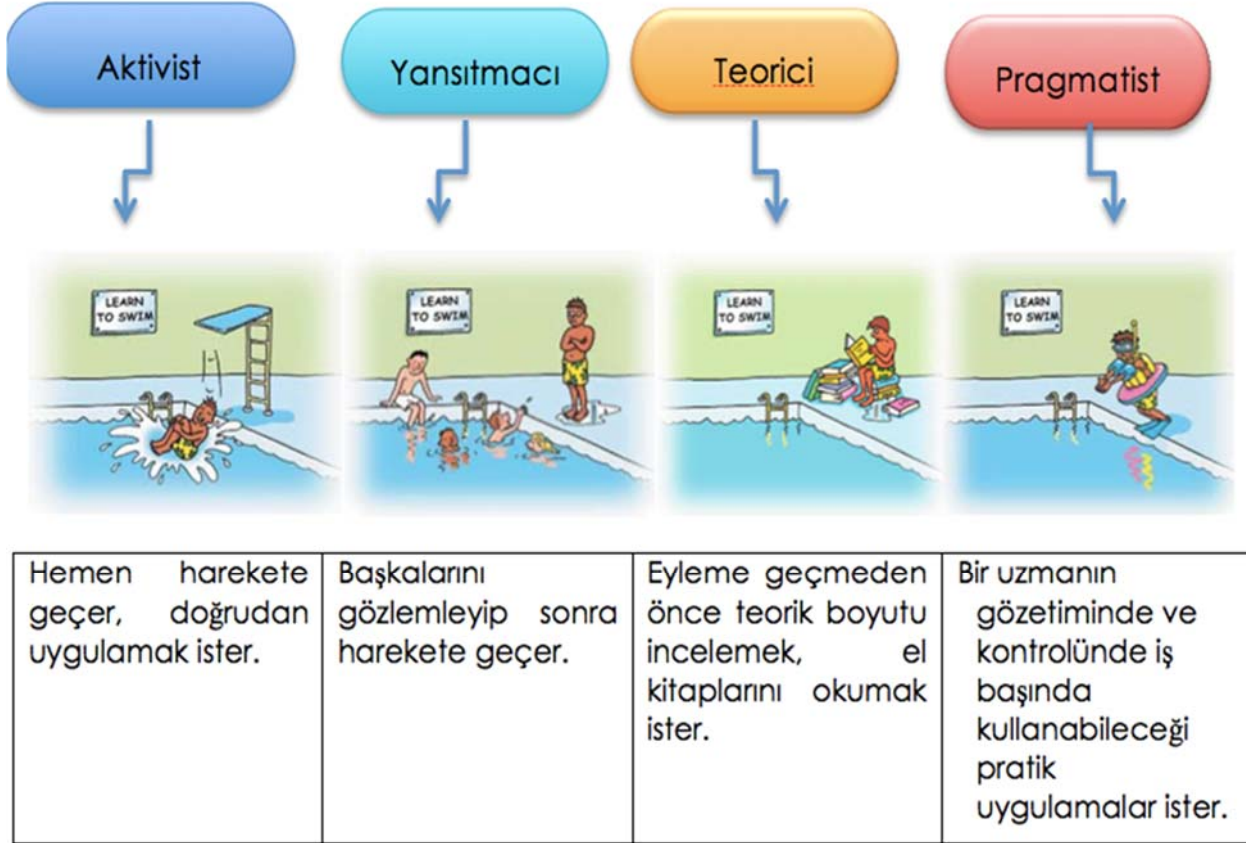 Aktivist
Yansıtmacı
Teorici
Pragmatist
LEARN
TO SWIM
LEARN
TO SWIM
LEARN
TO SWIM
LEARN
TO SWIM
Hemen harekete
geçer, doğrudan
uygulamak ister.
Başkalarını
gözlemleyip sonra
harekete geçer.
Eyleme geçmeden
önce teorik boyutu
incelemek, el
kitaplarını okumak
ister.
Bir uzmanın
gözetiminde ve
kontrolünde iş
başında
kullanabileceği
pratik
uygulamalar ister.